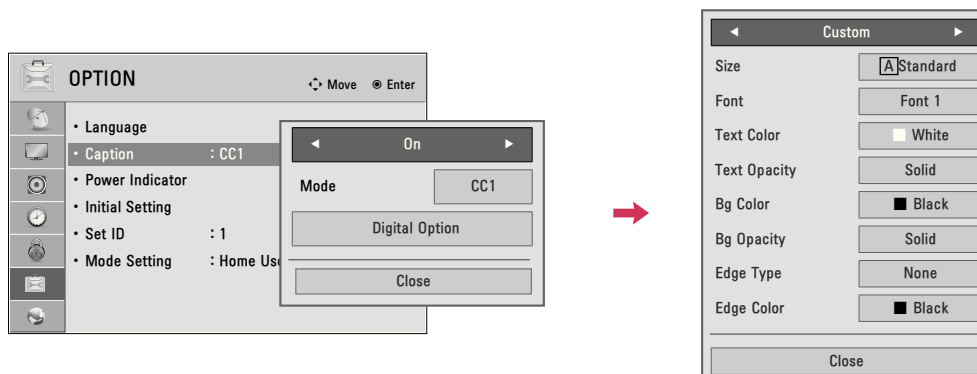 OPTION
Move Enter
• Language
• Caption : CC1
• Power Indicator
• Initial Setting
• Set ID : 1
• Mode Setting : Home Use
◄ On ►
Mode CC1
Digital Option
Close
◄ Custom ►
Size A Standard
Font Font 1
Text Color White
Text Opacity Solid
Bg Color Black
Bg Opacity Solid
Edge Type None
Edge Color Black
Close